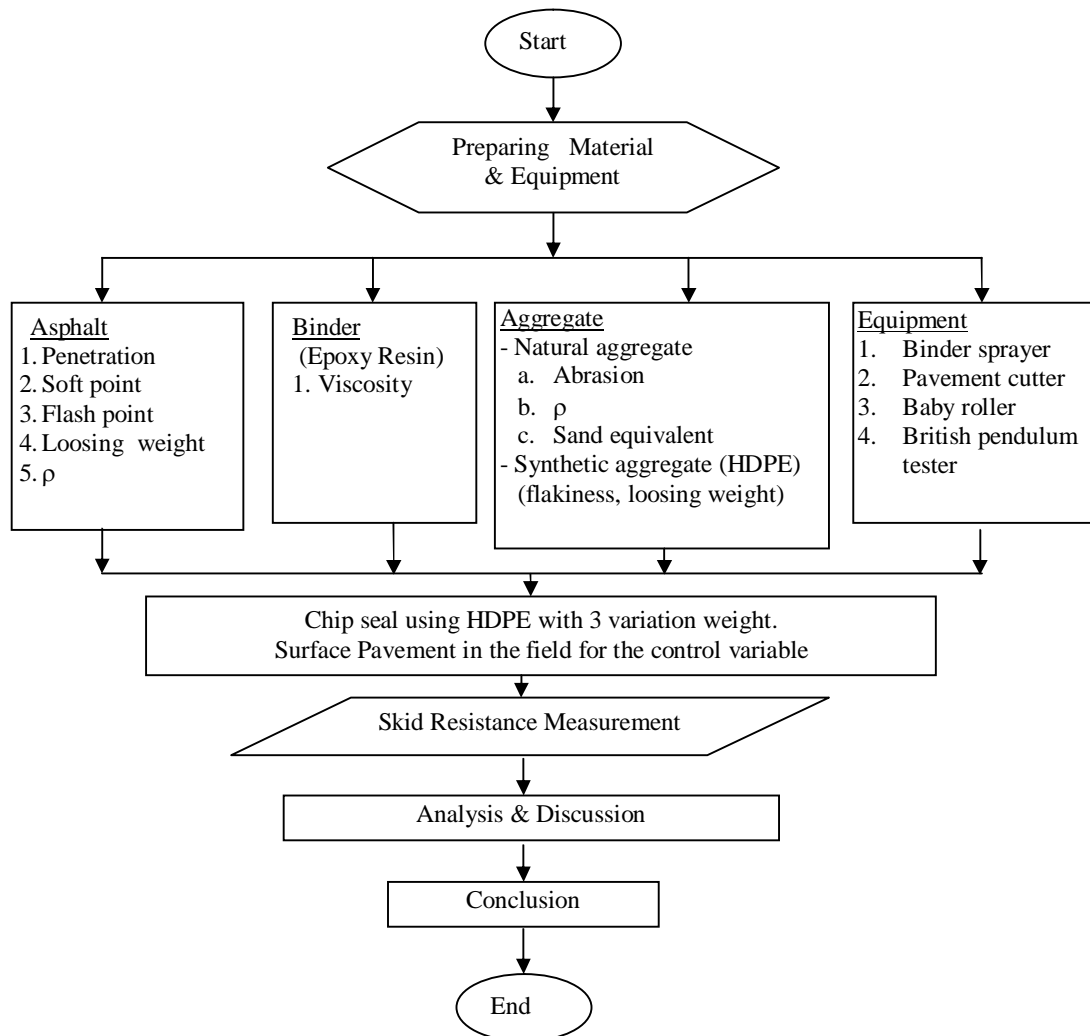 Start
Preparing Material
& Equipment
Asphalt
1. Penetration
2. Soft point
3. Flash point
4. Loosing weight
5. ρ
Binder
(Epoxy Resin)
1. Viscosity
Aggregate
- Natural aggregate
a. Abrasion
b. ρ
c. Sand equivalent
- Synthetic aggregate (HDPE)
(flakiness, loosing weight)
Equipment
1. Binder sprayer
2. Pavement cutter
3. Baby roller
4. British pendulum
tester
Chip seal using HDPE with 3 variation weight.
Surface Pavement in the field for the control variable
Skid Resistance Measurement
Analysis & Discussion
Conclusion
End